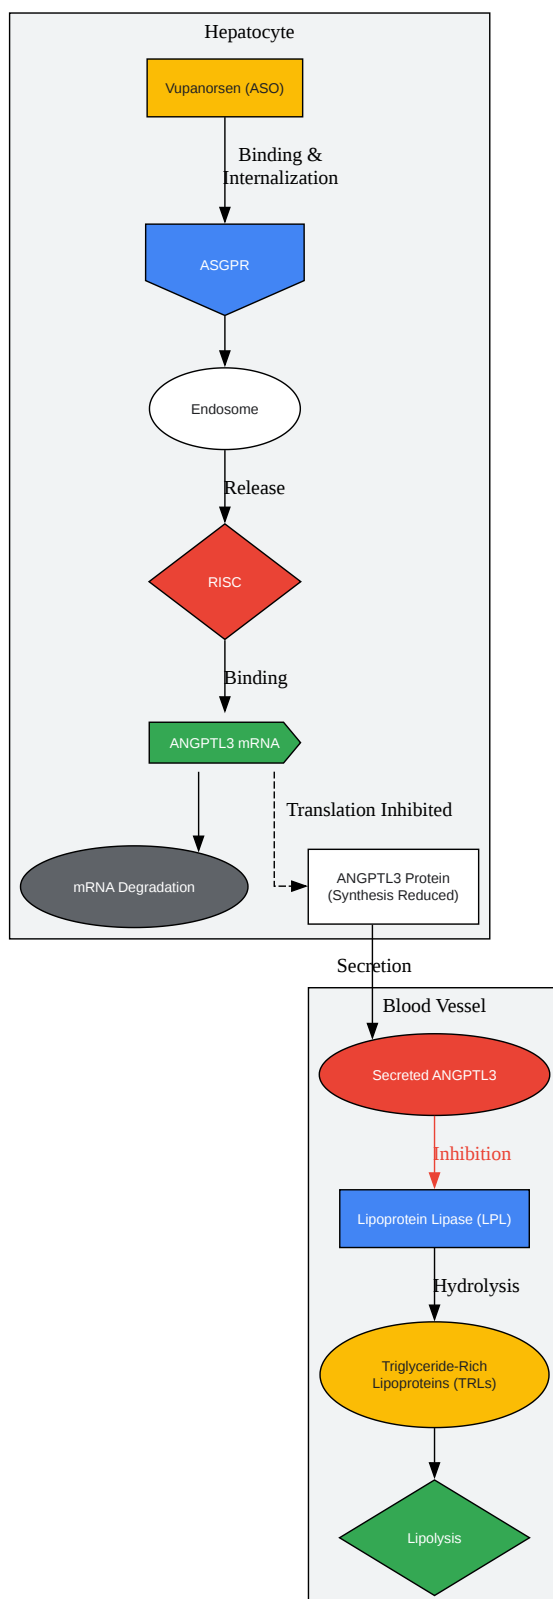 Hepatocyte
Vupanorsen (ASO)
Binding &
Internalization
ASGPR
Endosome
Release
RISC
Binding
ANGPTL3 mRNA
Translation Inhibited
mRNA Degradation
ANGPTL3 Protein
(Synthesis Reduced)
Secretion
Blood Vessel
Secreted ANGPTL3
Inhibition
Lipoprotein Lipase (LPL)
Hydrolysis
Triglyceride-Rich
Lipoproteins (TRLs)
Lipolysis